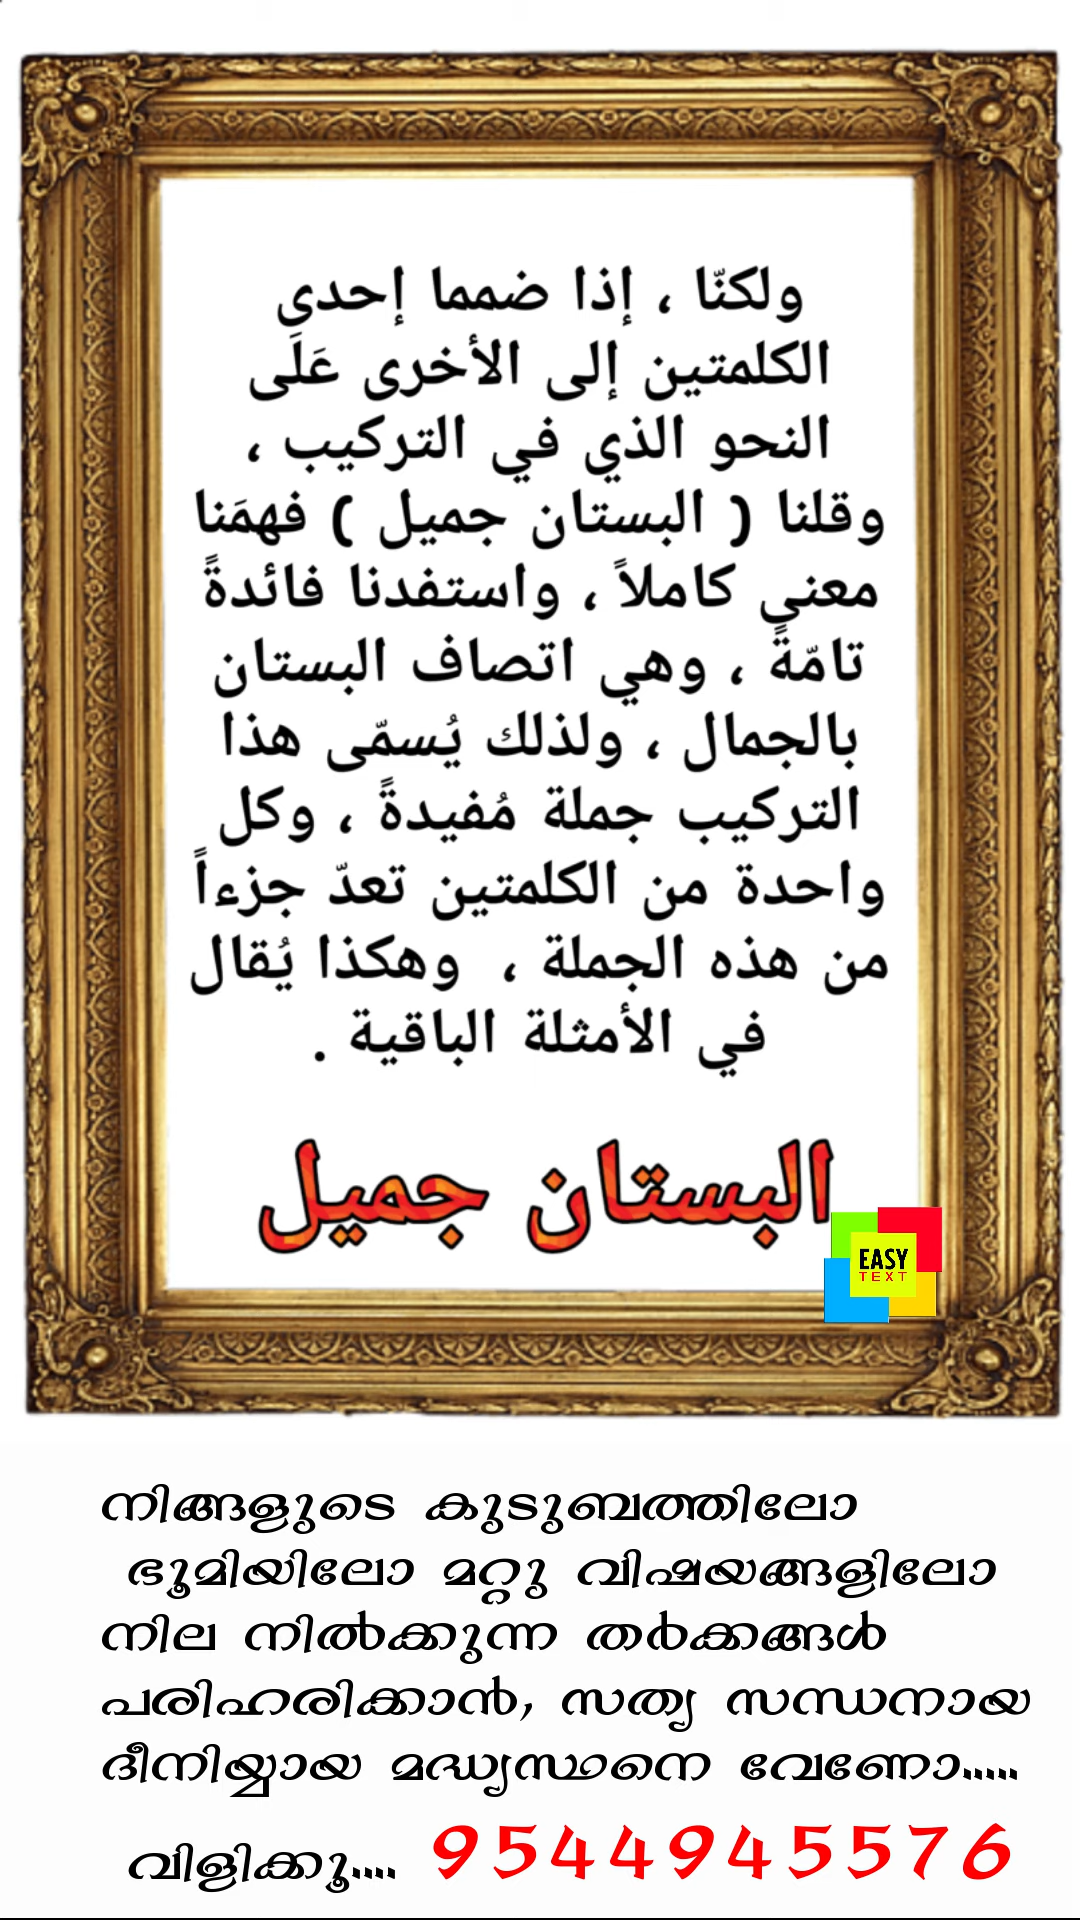 ولكنّا ، إذا ضمما إحدى
الكلمتين إلى الأخرى عَلَى
النحو الذي في التركيب ،
وقلنا ( البستان جميل ) فهمَنا
معنى كاملاً ، واستفدنا فائدةً
تامّةً ، وهي اتصاف البستان
بالجمال ، ولذلك يُسمّى هذا
التركيب جملة مُفيدةً ، وكل
واحدة من الكلمتين تعدّ جزءاً
من هذه الجملة ، وهكذا يُقال
في الأمثلة الباقية .
البستان جميل
EASY
TEXT
നിങ്ങളുടെ കുടുബത്തിലോ
ഭൂമിയിലോ മറ്റു വിഷയങ്ങളിലോ
നില നിൽക്കുന്ന തർക്കങ്ങൾ
പരിഹരിക്കാൻ, സത്യ സന്ധനായ
ദീനിയ്യായ മദ്ധ്യസ്ഥനെ വേണോ.....
വിളിക്കൂ.... 9544945576